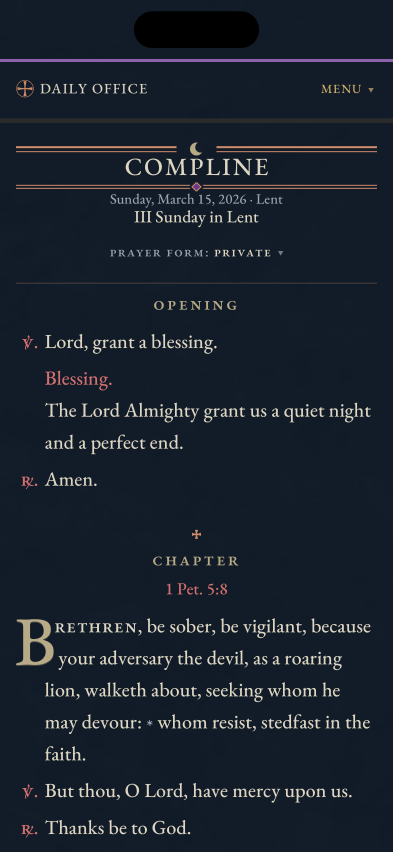 DAILY OFFICE
MENU ▼
COMPLINE
Sunday, March 15, 2026 · Lent
III Sunday in Lent
PRAYER FORM: PRIVATE ▼
OPENING
℣. Lord, grant a blessing.
Blessing.
The Lord Almighty grant us a quiet night
and a perfect end.
℟. Amen.
✠
CHAPTER
1 Pet. 5:8
BRETHREN, be sober, be vigilant, because
your adversary the devil, as a roaring
lion, walketh about, seeking whom he
may devour: * whom resist, stedfast in the
faith.
℣. But thou, O Lord, have mercy upon us.
℟. Thanks be to God.